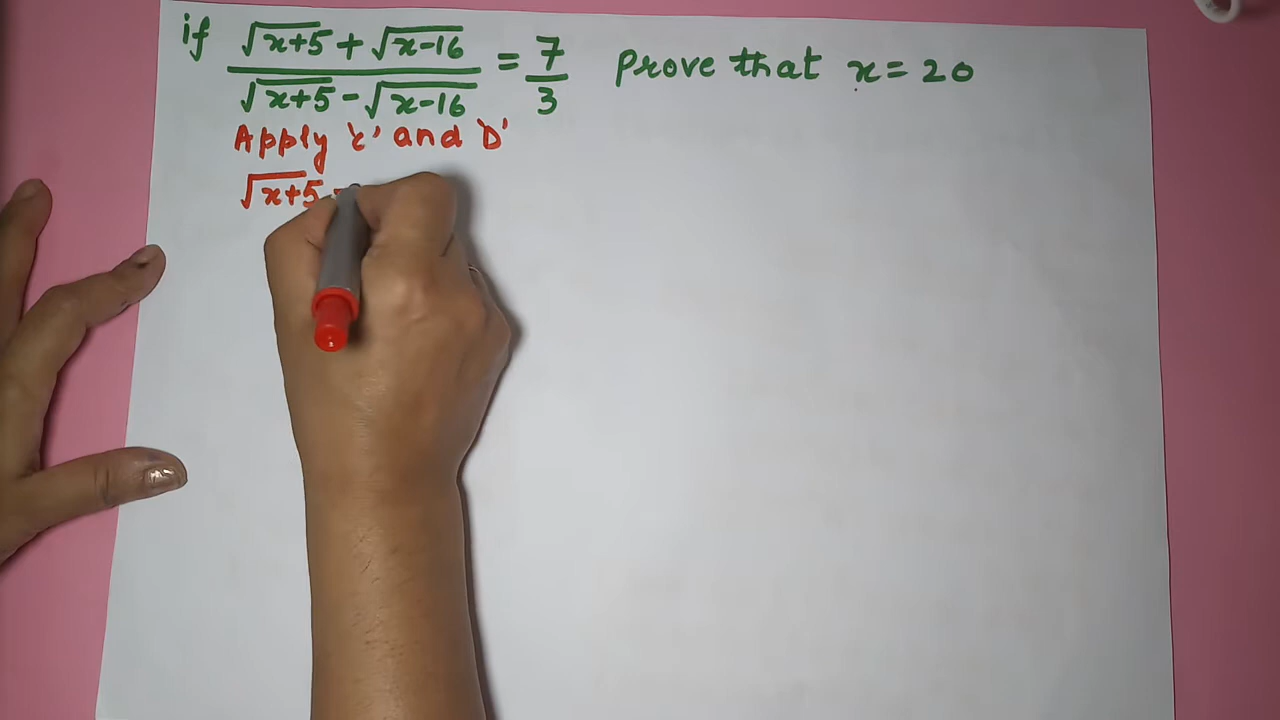 if (√(x+5) + √(x-16)) / (√(x+5) - √(x-16)) = 7/3 prove that x = 20
Apply 'c' and 'D'
√x+5